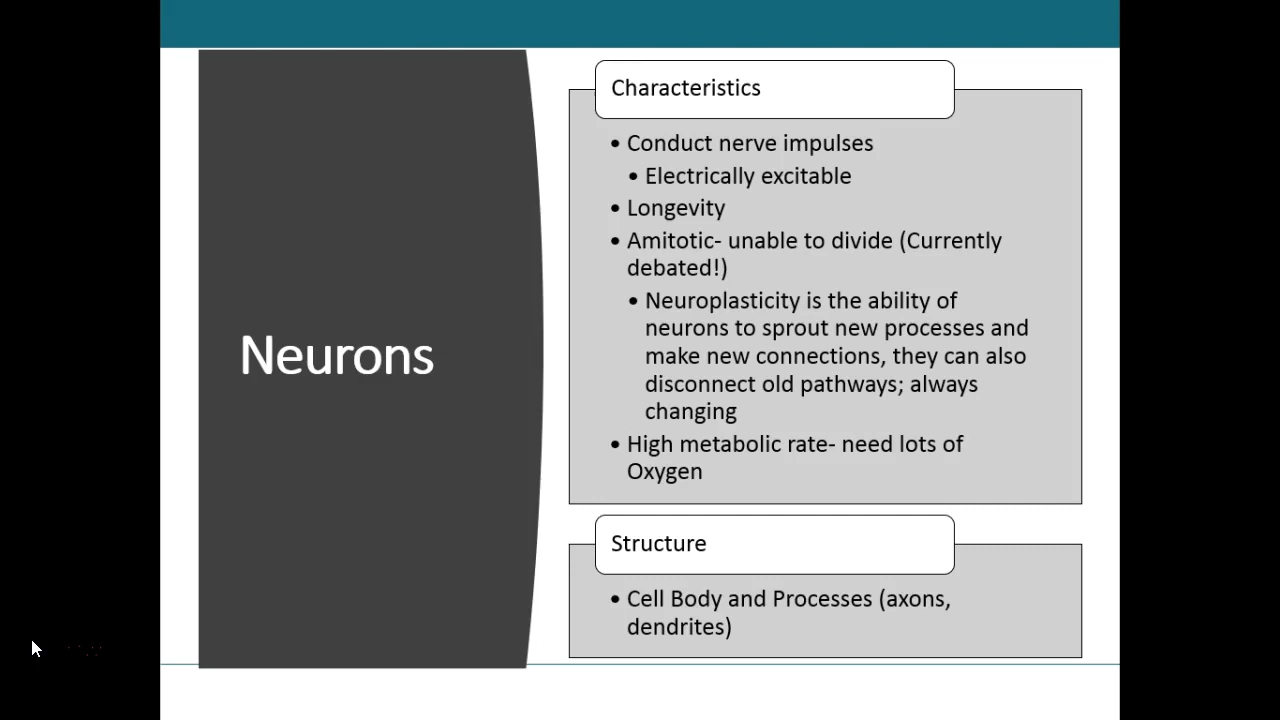 Neurons
Characteristics
• Conduct nerve impulses
• Electrically excitable
• Longevity
• Amitotic- unable to divide (Currently
debated!)
• Neuroplasticity is the ability of
neurons to sprout new processes and
make new connections, they can also
disconnect old pathways; always
changing
• High metabolic rate- need lots of
Oxygen
Structure
• Cell Body and Processes (axons,
dendrites)